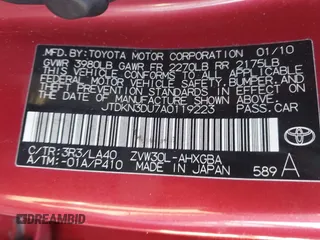 MFD. BY: TOYOTA MOTOR CORPORATION 01/10
GVWR 3980LB GAWR FR 2270LB RR 2175LB
THIS VEHICLE CONFORMS TO ALL APPLICABLE
FEDERAL MOTOR VEHICLE SAFETY, BUMPER, AND
THEFT PREVENTION STANDARDS IN EFFECT ON
THE DATE OF MANUFACTURE SHOWN ABOVE.
JTDKN3DU7A0119223
PASS. CAR
C/TR: 3R3/LA40 ZVW30L-AHXGBA
A/TM: -01A/P410 MADE IN JAPAN 589 A
TOYOTA
DREAMBID